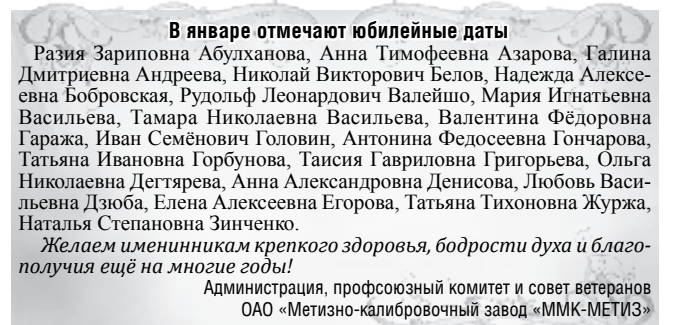 В январе отмечают юбилейные даты
Разия Зариповна Абулханова, Анна Тимофеевна Азарова, Галина
Дмитриевна Андреева, Николай Викторович Белов, Надежда Алексе-
евна Бобровская, Рудольф Леонардович Валейшо, Мария Игнатьевна
Васильева, Тамара Николаевна Васильева, Валентина Фёдоровна
Гаража, Иван Семёнович Головин, Антонина Федосеевна Гончарова,
Татьяна Ивановна Горбунова, Таисия Гавриловна Григорьева, Ольга
Николаевна Дегтярева, Анна Александровна Денисова, Любовь Васи-
льевна Дзюба, Елена Алексеевна Егорова, Татьяна Тихоновна Журжа,
Наталья Степановна Зинченко.
Желаем именинникам крепкого здоровья, бодрости духа и благо-
получия ещё на многие годы!
Администрация, профсоюзный комитет и совет ветеранов
ОАО «Метизно-калибровочный завод «ММК-МЕТИЗ»